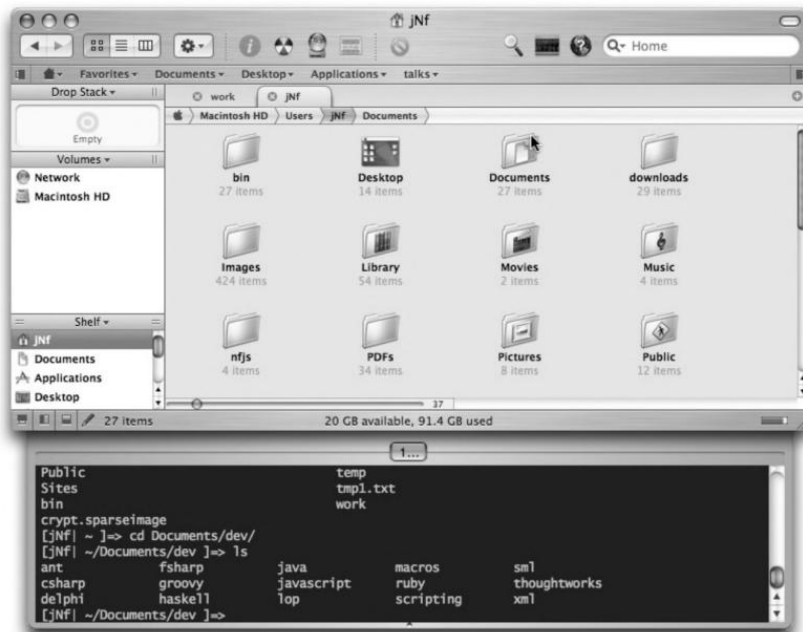 jNf
Home
Favorites Documents Desktop Applications talks
Drop Stack
work jNf
Macintosh HD Users jNf Documents
Empty
Volumes
Network
Macintosh HD
bin Desktop Documents downloads
27 items 14 items 27 items 29 items
Images Library Movies Music
424 items 54 items 2 items 4 items
Shelf
jNf
Documents
Applications
Desktop
nfjs PDFs Pictures Public
4 items 34 items 8 items 12 items
37
27 items 20 GB available, 91.4 GB used
1...
Public temp
Sites tmp1.txt
bin work
crypt.sparseimage
[jNf| ~ ]=> cd Documents/dev/
[jNf| ~/Documents/dev ]=> ls
ant fsharp java macros sml
csharp groovy javascript ruby thoughtworks
delphi haskell lop scripting xml
[jNf| ~/Documents/dev ]=>